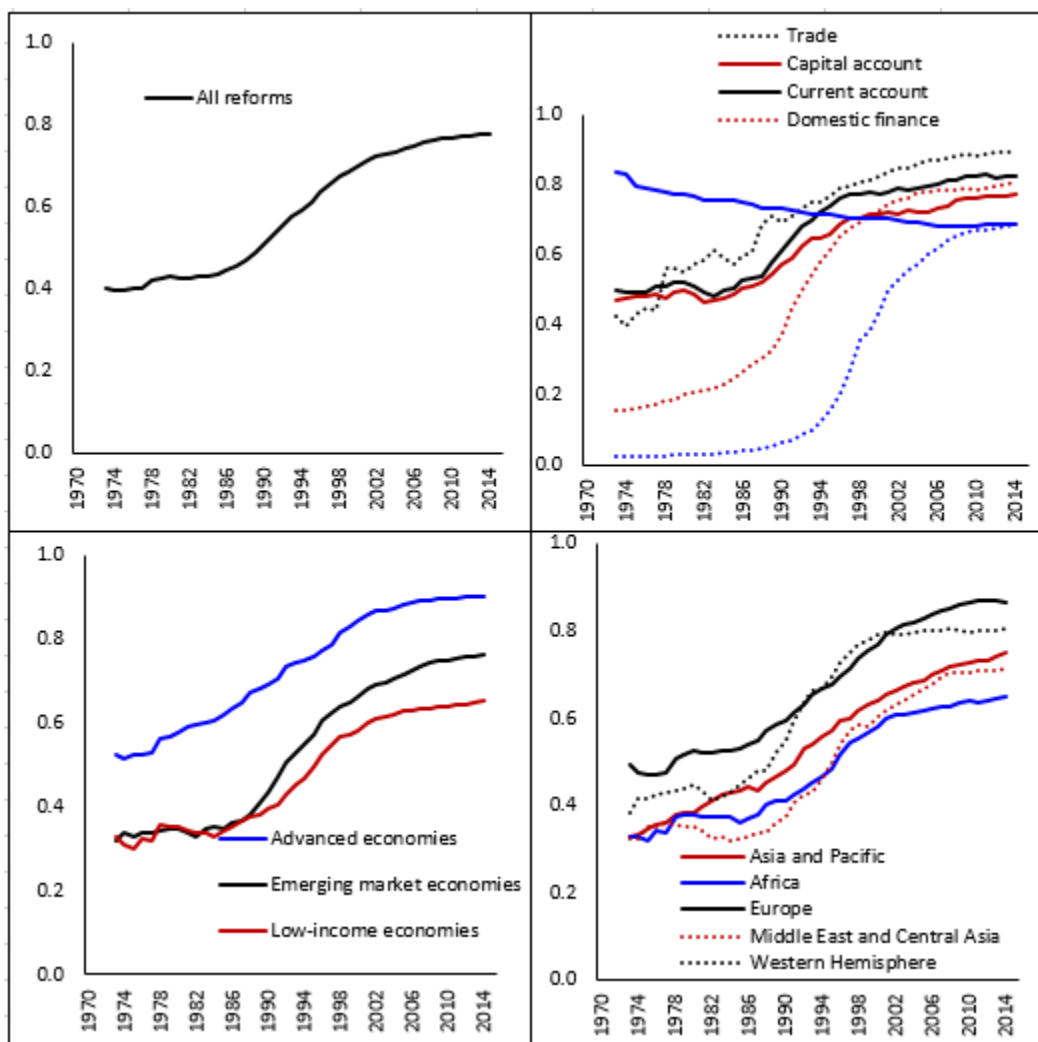 1.0
All reforms
0.8
0.6
0.4
0.2
0.0
1970 1974 1978 1982 1986 1990 1994 1998 2002 2006 2010 2014
Trade
Capital account
Current account
Domestic finance
1.0
0.8
0.6
0.4
0.2
0.0
1970 1974 1978 1982 1986 1990 1994 1998 2002 2006 2010 2014
1.0
0.8
0.6
0.4
Advanced economies
Emerging market economies
0.2
Low-income economies
0.0
1970 1974 1978 1982 1986 1990 1994 1998 2002 2006 2010 2014
1.0
0.8
0.6
0.4
Asia and Pacific
Africa
0.2
Europe
Middle East and Central Asia
Western Hemisphere
0.0
1970 1974 1978 1982 1986 1990 1994 1998 2002 2006 2010 2014